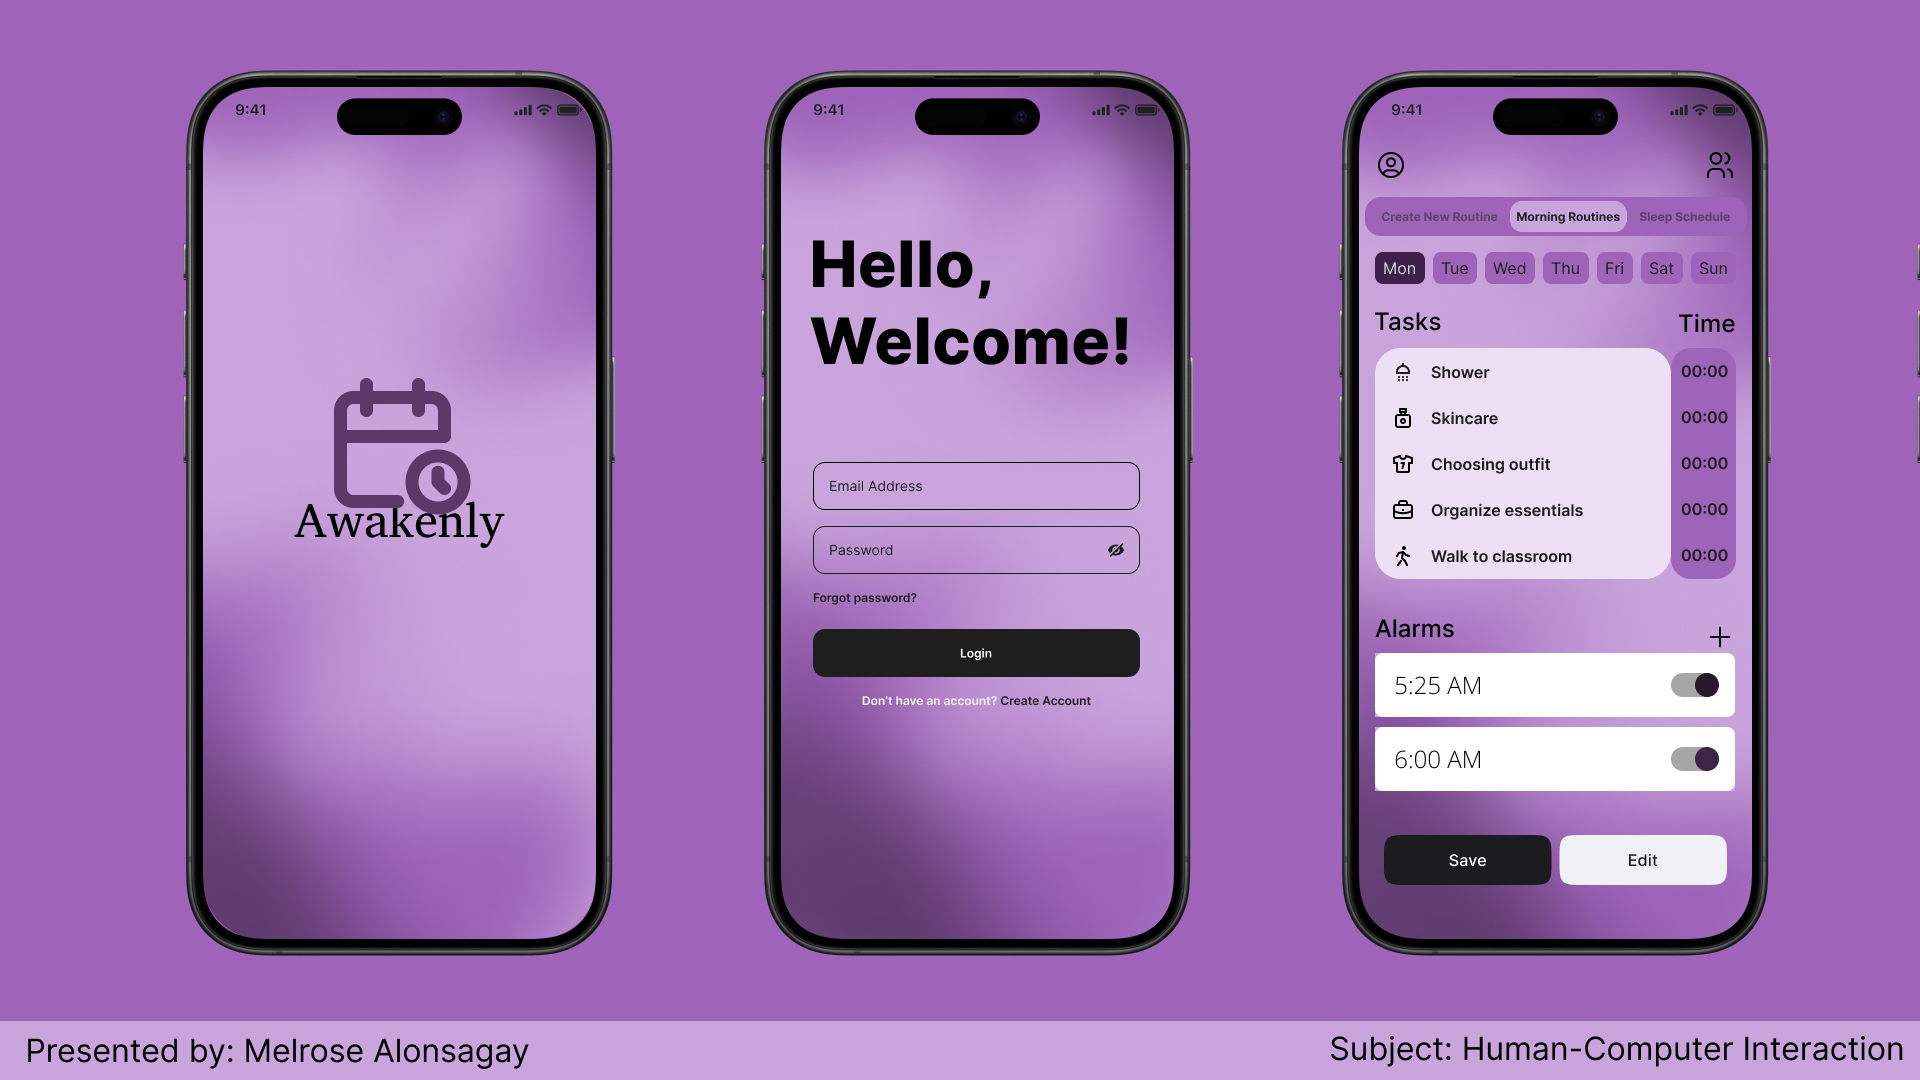 9:41
Awakenly
9:41
Hello,
Welcome!
Email Address
Password
Forgot password?
Login
Don't have an account? Create Account
9:41
Create New Routine Morning Routines Sleep Schedule
Mon Tue Wed Thu Fri Sat Sun
Tasks Time
Shower 00:00
Skincare 00:00
Choosing outfit 00:00
Organize essentials 00:00
Walk to classroom 00:00
Alarms
5:25 AM
6:00 AM
Save Edit
Presented by: Melrose Alonsagay
Subject: Human-Computer Interaction